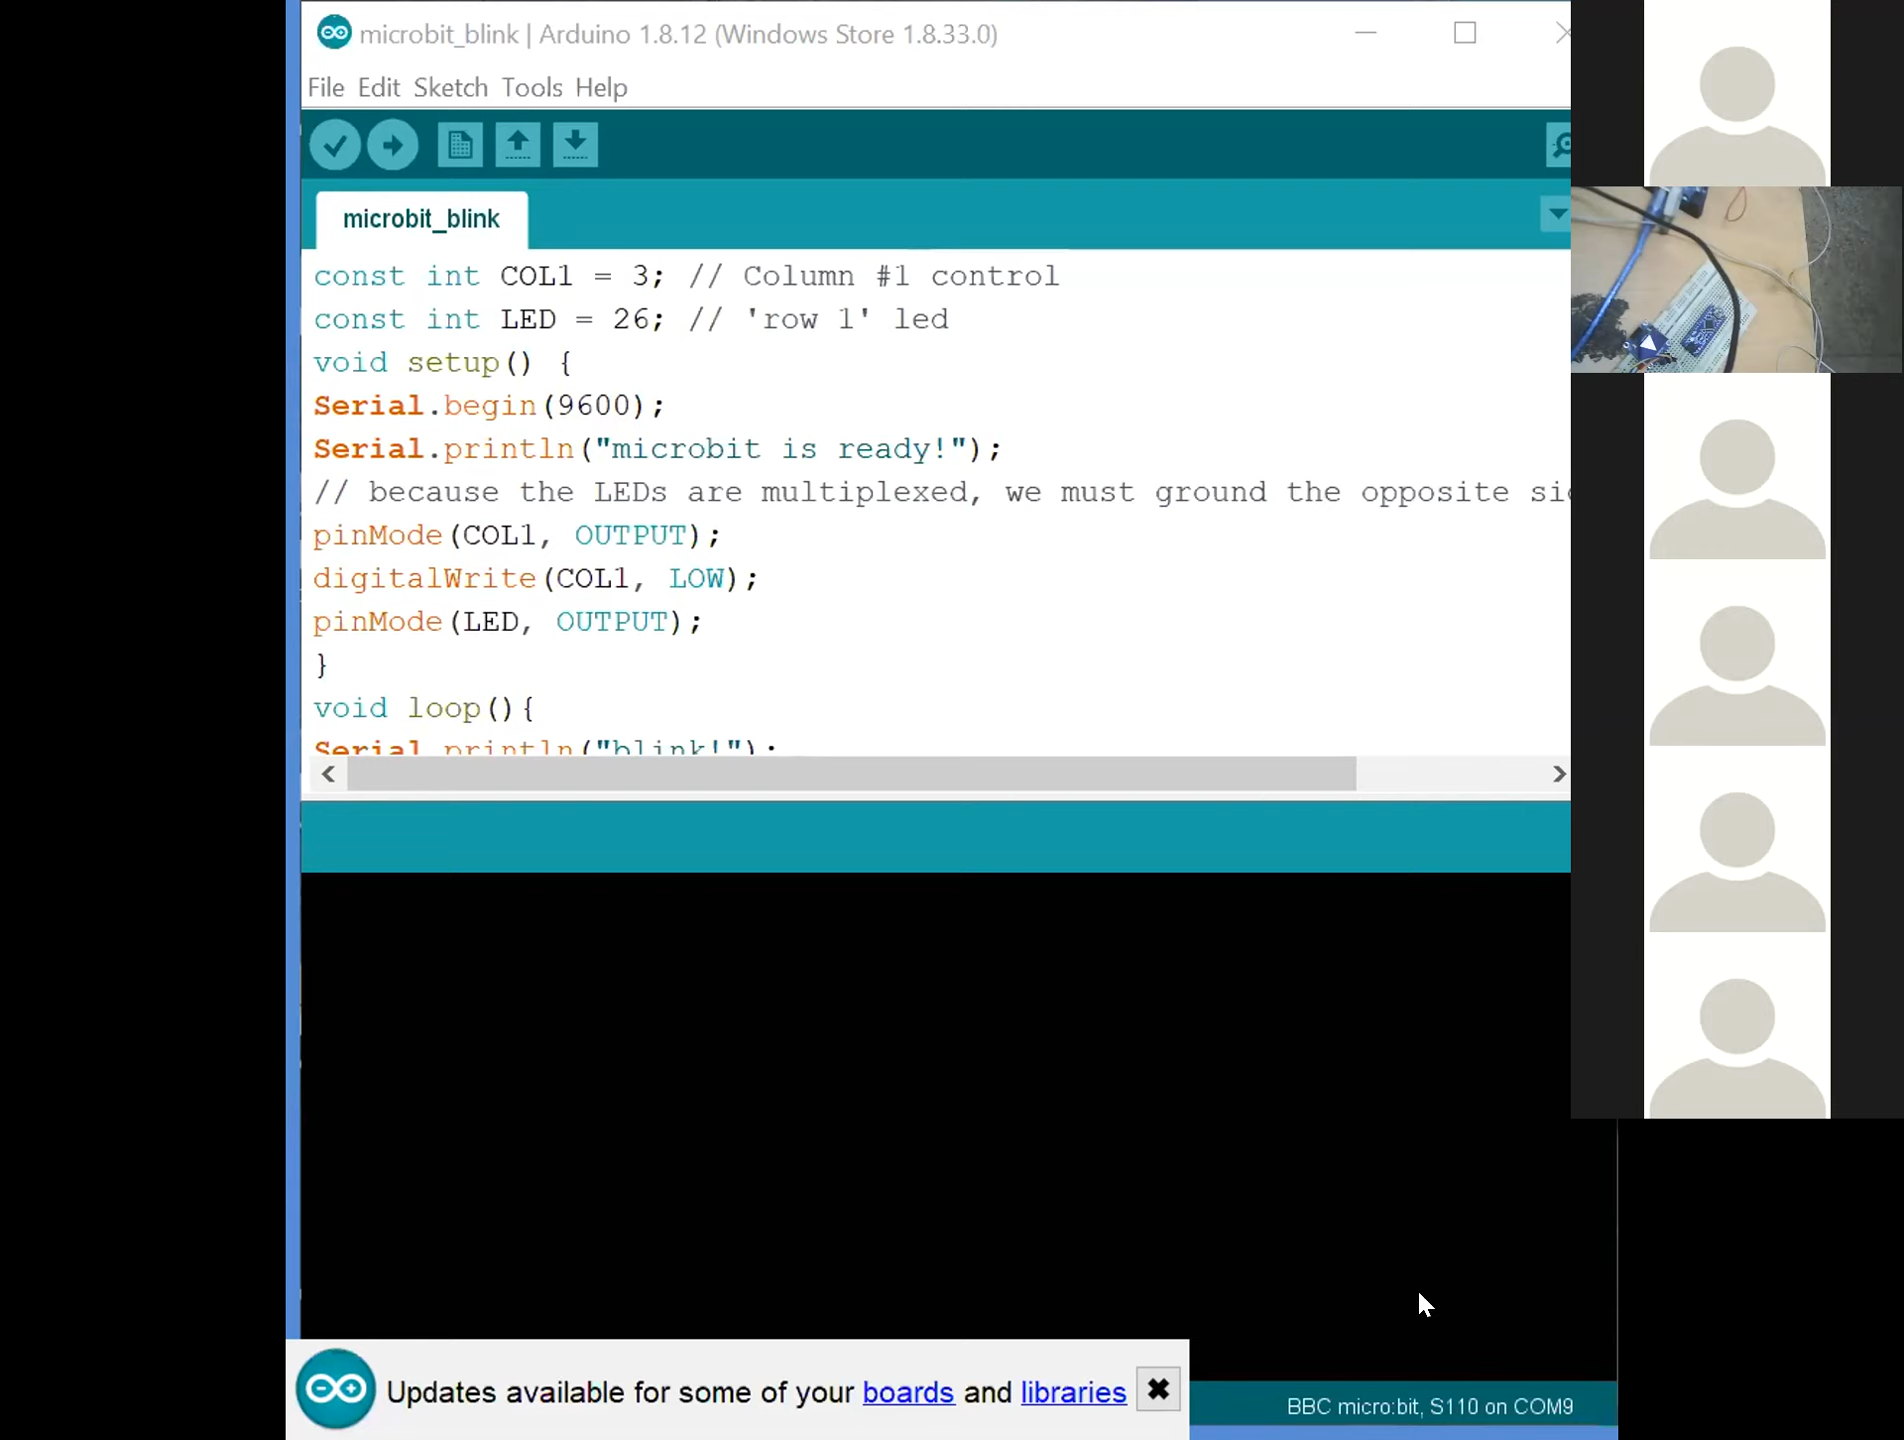 microbit_blink | Arduino 1.8.12 (Windows Store 1.8.33.0)
File Edit Sketch Tools Help
microbit_blink
const int COL1 = 3; // Column #1 control
const int LED = 26; // 'row 1' led
void setup() {
Serial.begin(9600);
Serial.println("microbit is ready!");
// because the LEDs are multiplexed, we must ground the opposite
pinMode(COL1, OUTPUT);
digitalWrite(COL1, LOW);
pinMode(LED, OUTPUT);
}
void loop(){
Serial.println("blink!");
Updates available for some of your boards and libraries
BBC micro:bit, S110 on COM9